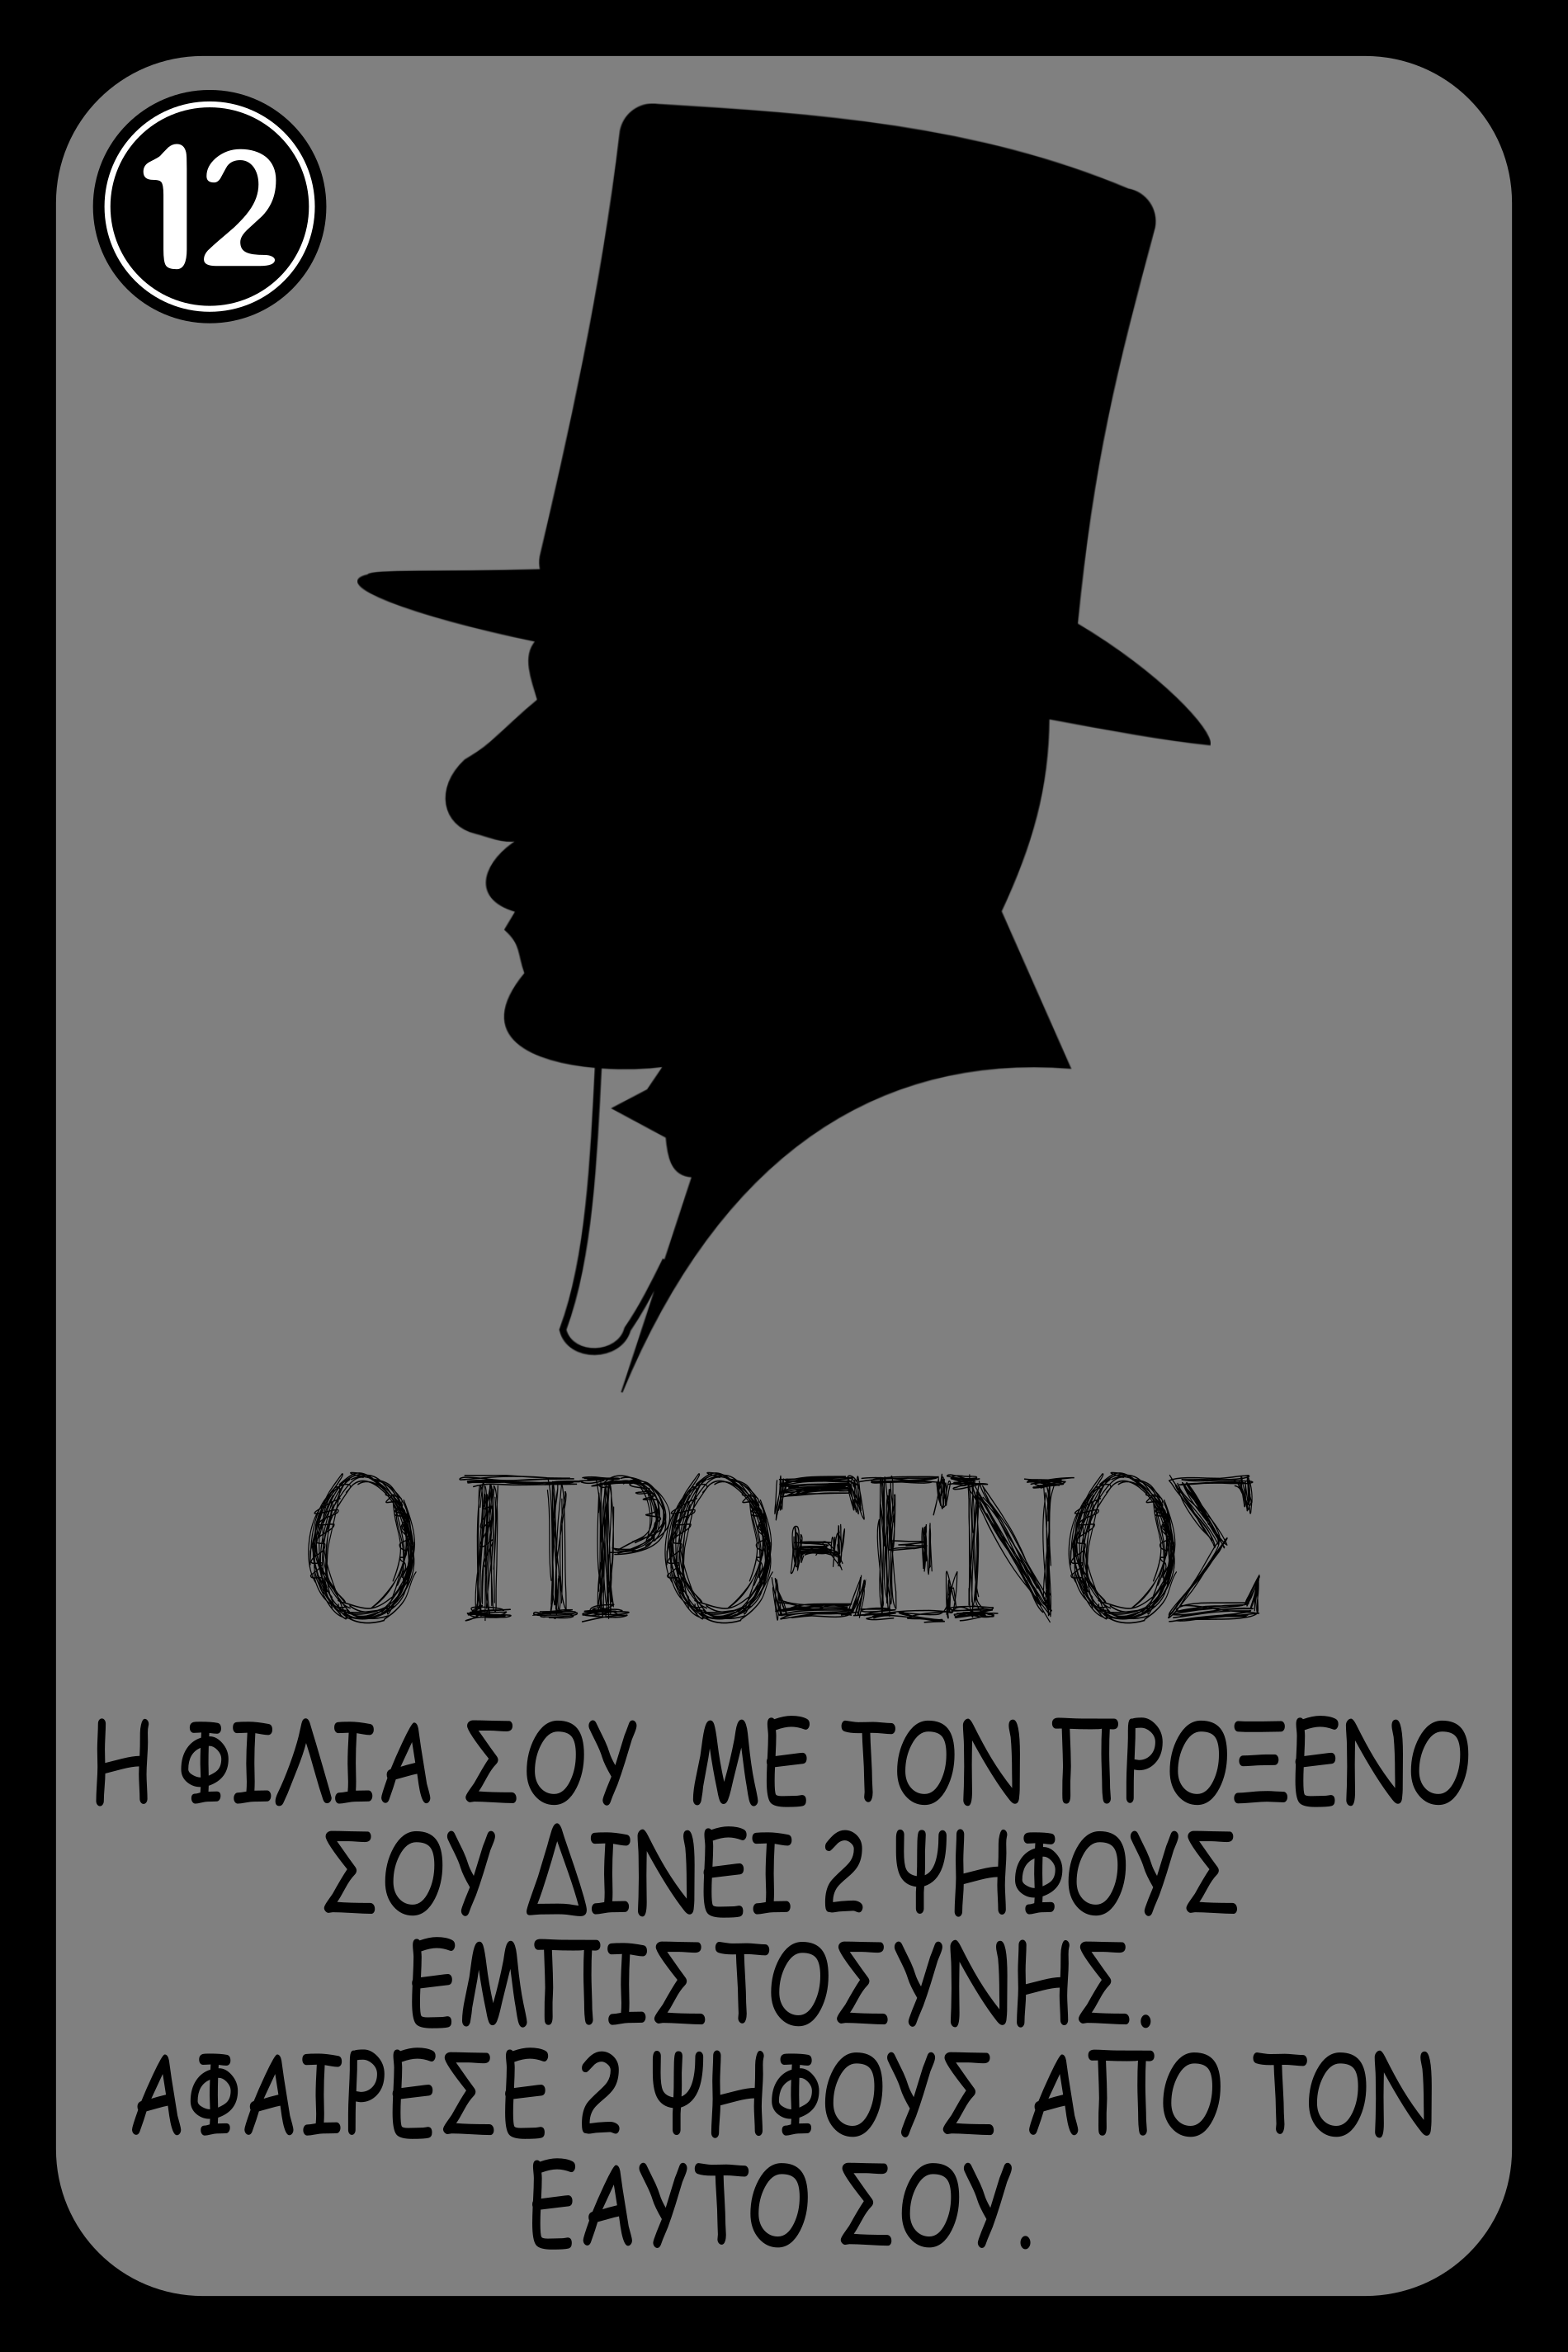 12
Ο ΠΡΟΞΕΝΟΣ
Η ΦΙΛΙΑ ΣΟΥ ΜΕ ΤΟΝ ΠΡΟΞΕΝΟ
ΣΟΥ ΔΙΝΕΙ 2 ΨΗΦΟΥΣ
ΕΜΠΙΣΤΟΣΥΝΗΣ.
ΑΦΑΙΡΕΣΕ 2 ΨΗΦΟΥΣ ΑΠΟ ΤΟΝ
ΕΑΥΤΟ ΣΟΥ.